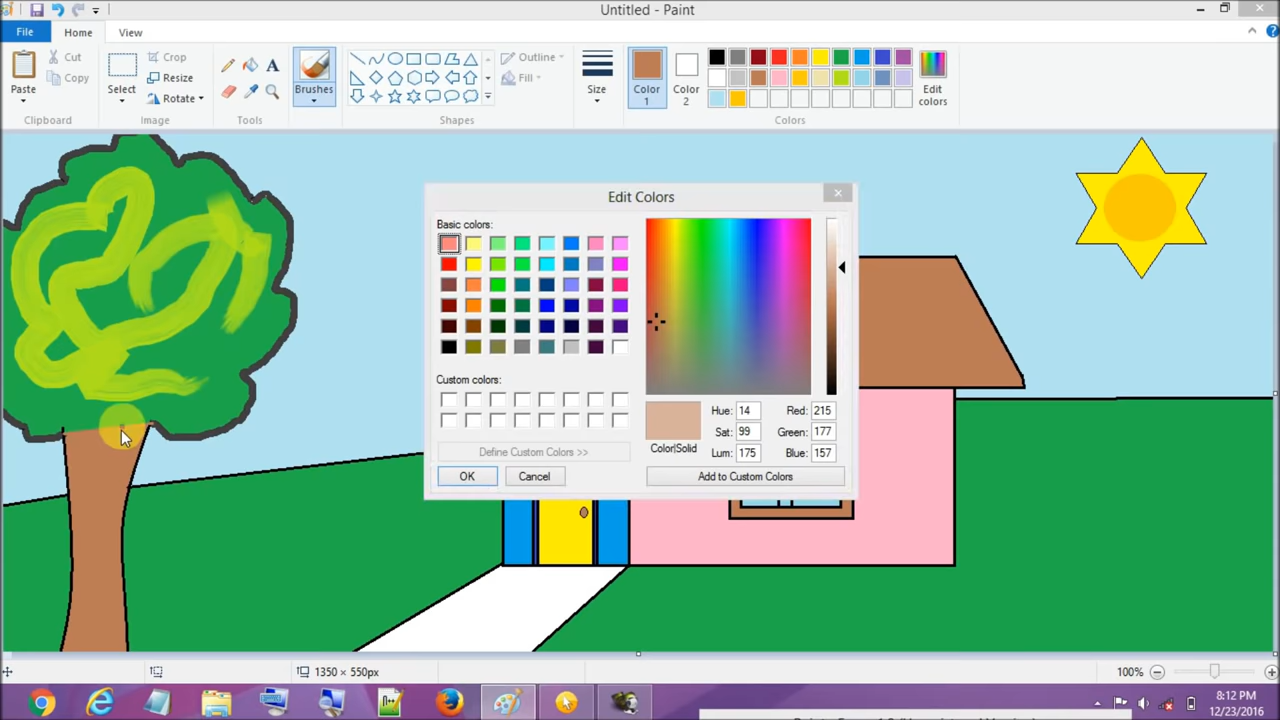 Untitled - Paint
File Home View
Paste
Cut
Copy
Clipboard
Select
Crop
Resize
Rotate
Image
A
Tools
Brushes
Outline
Fill
Shapes
Size
Color 1
Color 2
Edit colors
Colors
Edit Colors
Basic colors:
Custom colors:
Define Custom Colors >>
OK Cancel
Color|Solid
Hue: 14 Red: 215
Sat: 99 Green: 177
Lum: 175 Blue: 157
Add to Custom Colors
1350 × 550px
100%
8:12 PM
12/23/2016